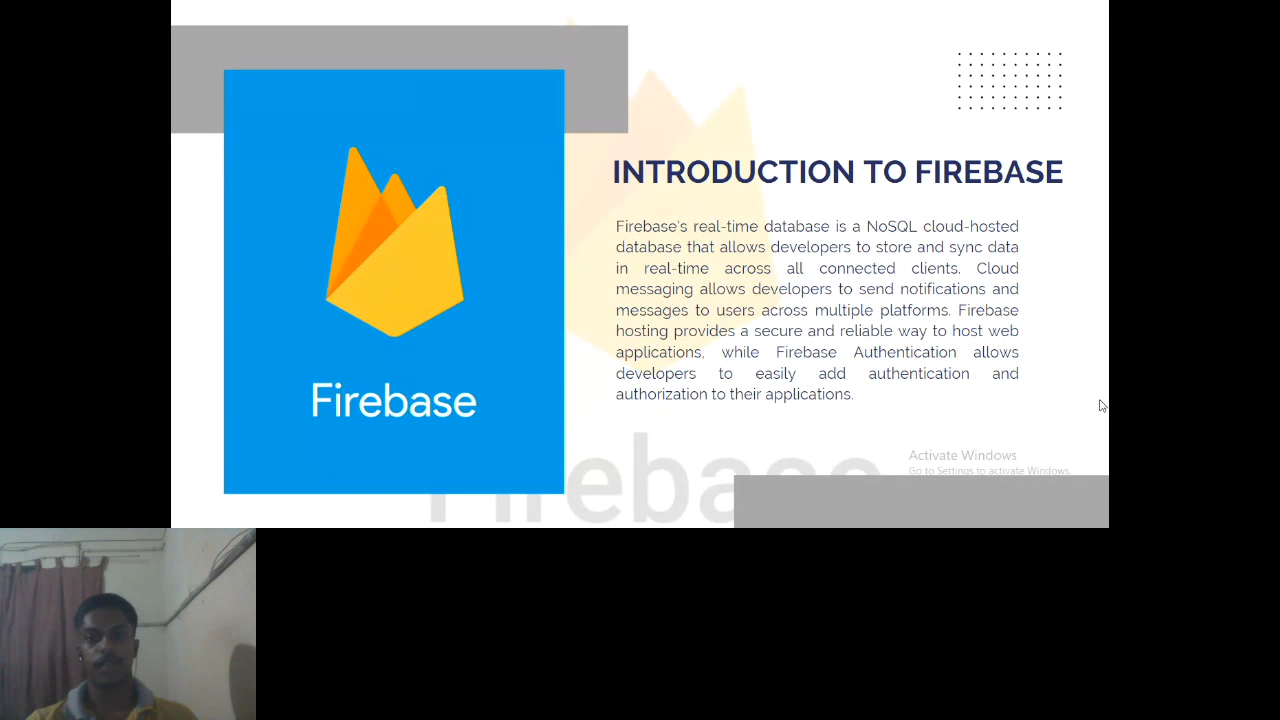 INTRODUCTION TO FIREBASE
Firebase's real-time database is a NoSQL cloud-hosted
database that allows developers to store and sync data
in real-time across all connected clients. Cloud
messaging allows developers to send notifications and
messages to users across multiple platforms. Firebase
hosting provides a secure and reliable way to host web
applications, while Firebase Authentication allows
developers to easily add authentication and
authorization to their applications.
Firebase
Firebase
Activate Windows
Go to Settings to activate Windows.